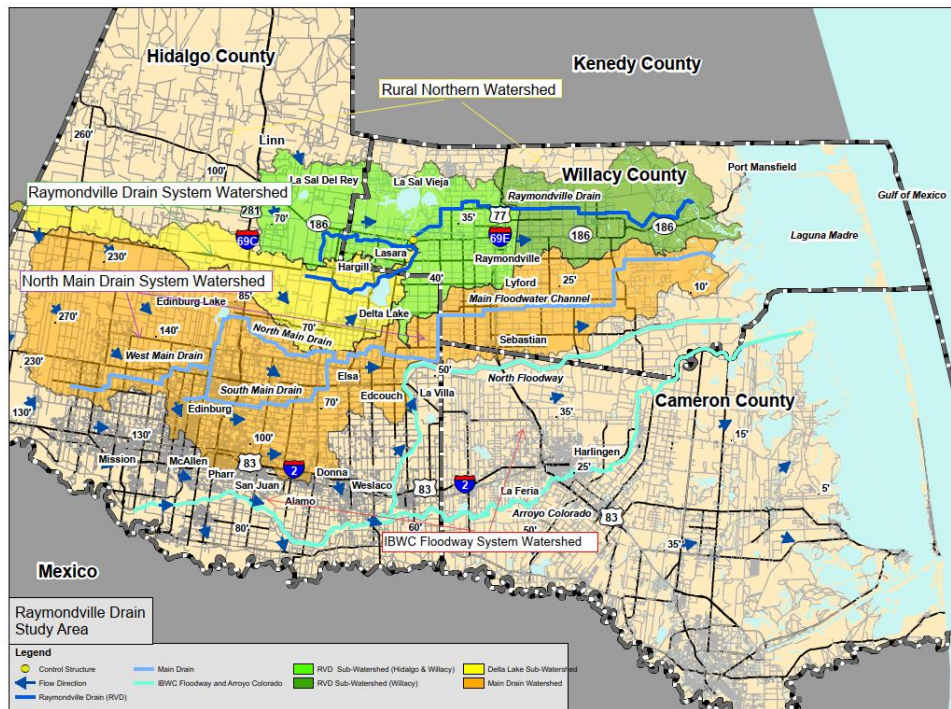 Hidalgo County
Kenedy County
Rural Northern Watershed
260'
Linn
100'
La Sal Del Rey
La Sal Vieja
Willacy County
Port Mansfield
Raymondville Drain System Watershed
281
70'
186
35'
77
Raymondville Drain
Gulf of Mexico
69C
69E
186
186
Laguna Madre
230'
Lasara
Hargill
Raymondville
North Main Drain System Watershed
40'
Lyford
25'
10'
85'
Edinburg Lake
Delta Lake
Main Floodwater Channel
270'
140'
North Main Drain
70'
Sebastian
230'
West Main Drain
Elsa
50'
North Floodway
South Main Drain
70'
Edcouch
La Villa
Cameron County
130'
Edinburg
35'
130'
100'
15'
Mission
McAllen
83
Harlingen
Pharr
2
Donna
25'
San Juan
Weslaco
83
2
La Feria
5'
Alamo
Arroyo Colorado
83
80'
60'
50'
IBWC Floodway System Watershed
35'
Mexico
Raymondville Drain
Study Area
Legend
Control Structure
Main Drain
RVD Sub-Watershed (Hidalgo & Willacy)
Delta Lake Sub-Watershed
Flow Direction
IBWC Floodway and Arroyo Colorado
RVD Sub-Watershed (Willacy)
Main Drain Watershed
Raymondville Drain (RVD)